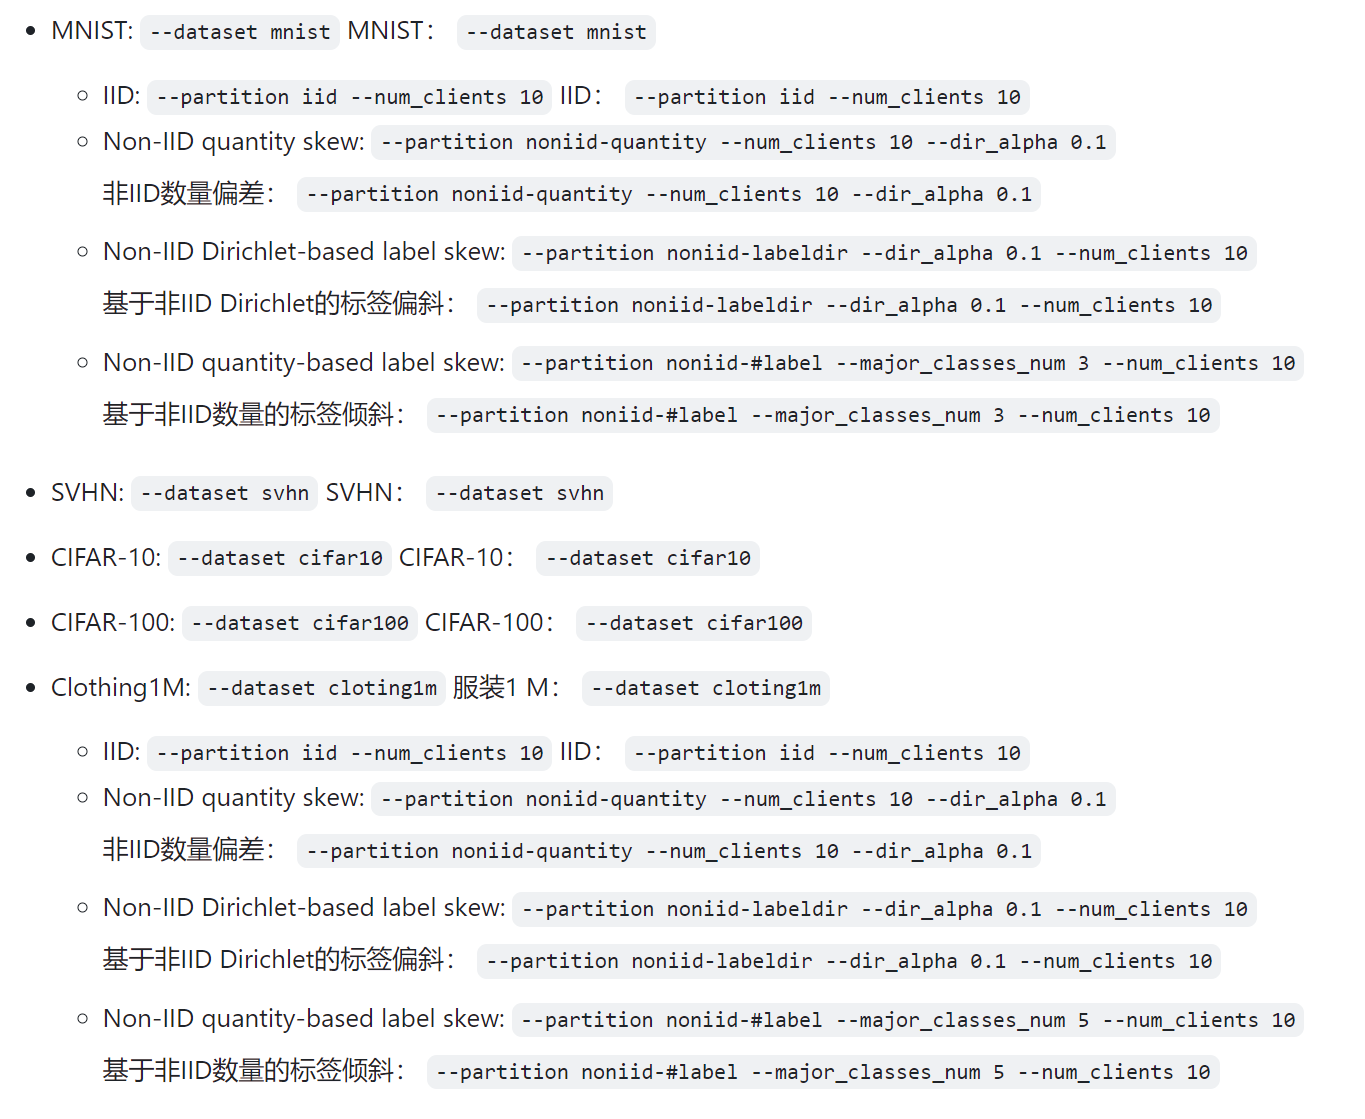 MNIST: --dataset mnist MNIST： --dataset mnist
IID: --partition iid --num_clients 10 IID： --partition iid --num_clients 10
Non-IID quantity skew: --partition noniid-quantity --num_clients 10 --dir_alpha 0.1
非IID数量偏差： --partition noniid-quantity --num_clients 10 --dir_alpha 0.1
Non-IID Dirichlet-based label skew: --partition noniid-labeldir --dir_alpha 0.1 --num_clients 10
基于非IID Dirichlet的标签偏斜： --partition noniid-labeldir --dir_alpha 0.1 --num_clients 10
Non-IID quantity-based label skew: --partition noniid-#label --major_classes_num 3 --num_clients 10
基于非IID数量的标签倾斜： --partition noniid-#label --major_classes_num 3 --num_clients 10
SVHN: --dataset svhn SVHN： --dataset svhn
CIFAR-10: --dataset cifar10 CIFAR-10： --dataset cifar10
CIFAR-100: --dataset cifar100 CIFAR-100： --dataset cifar100
Clothing1M: --dataset cloting1m 服装1 M： --dataset cloting1m
IID: --partition iid --num_clients 10 IID： --partition iid --num_clients 10
Non-IID quantity skew: --partition noniid-quantity --num_clients 10 --dir_alpha 0.1
非IID数量偏差： --partition noniid-quantity --num_clients 10 --dir_alpha 0.1
Non-IID Dirichlet-based label skew: --partition noniid-labeldir --dir_alpha 0.1 --num_clients 10
基于非IID Dirichlet的标签偏斜： --partition noniid-labeldir --dir_alpha 0.1 --num_clients 10
Non-IID quantity-based label skew: --partition noniid-#label --major_classes_num 5 --num_clients 10
基于非IID数量的标签倾斜： --partition noniid-#label --major_classes_num 5 --num_clients 10